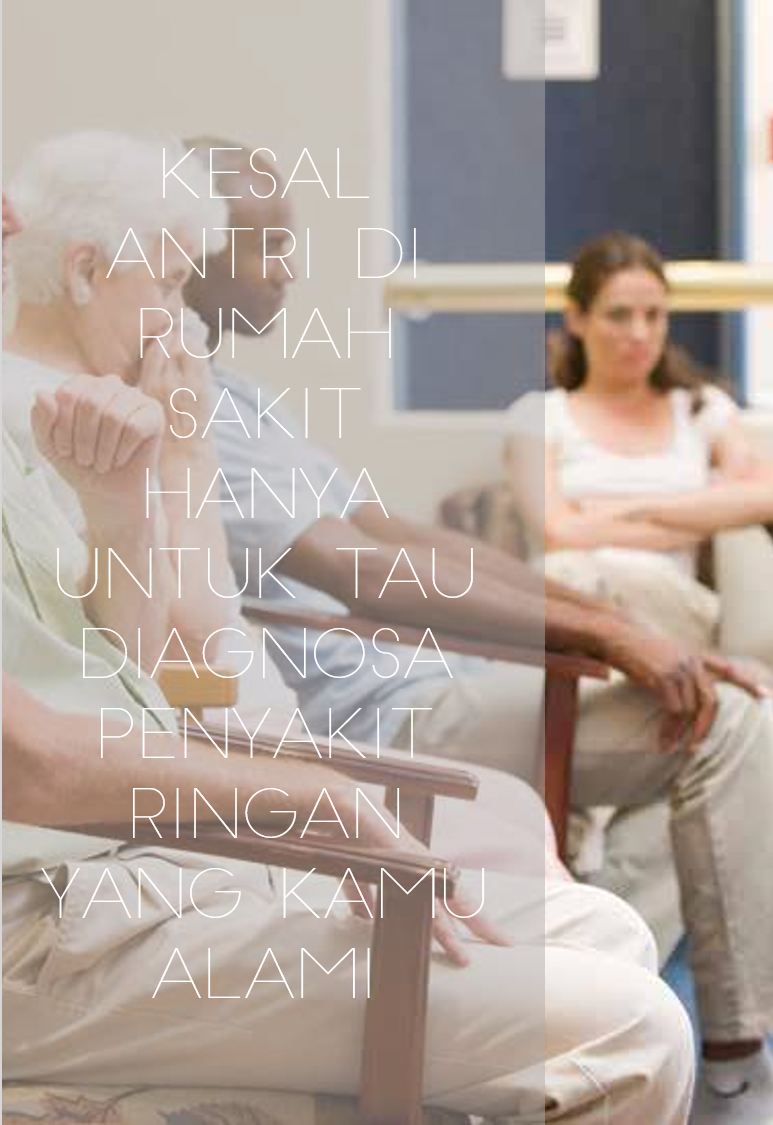 KESAL
ANTRI DI
RUMAH
SAKIT
HANYA
UNTUK TAU
DIAGNOSA
PENYAKIT
RINGAN
YANG KAMU
ALAMI